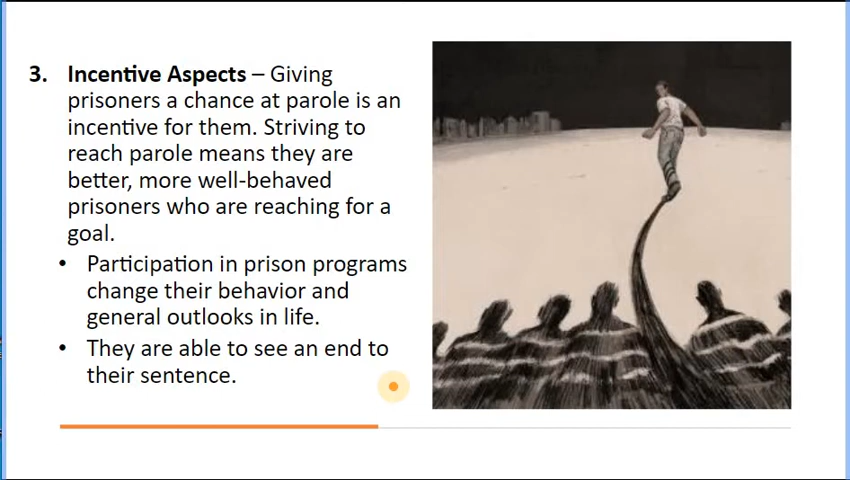 3. Incentive Aspects – Giving
prisoners a chance at parole is an
incentive for them. Striving to
reach parole means they are
better, more well-behaved
prisoners who are reaching for a
goal.
• Participation in prison programs
change their behavior and
general outlooks in life.
• They are able to see an end to
their sentence.